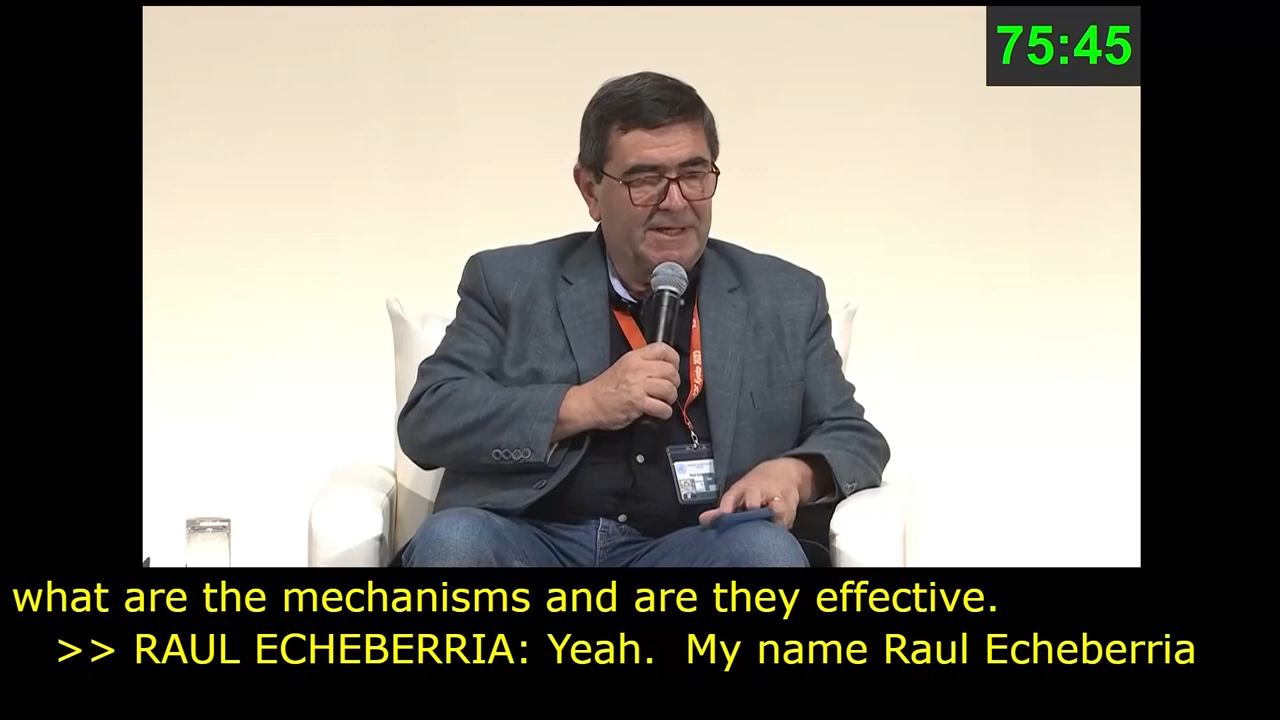 75:45
what are the mechanisms and are they effective.
>> RAUL ECHEBERRIA: Yeah.  My name Raul Echeberria